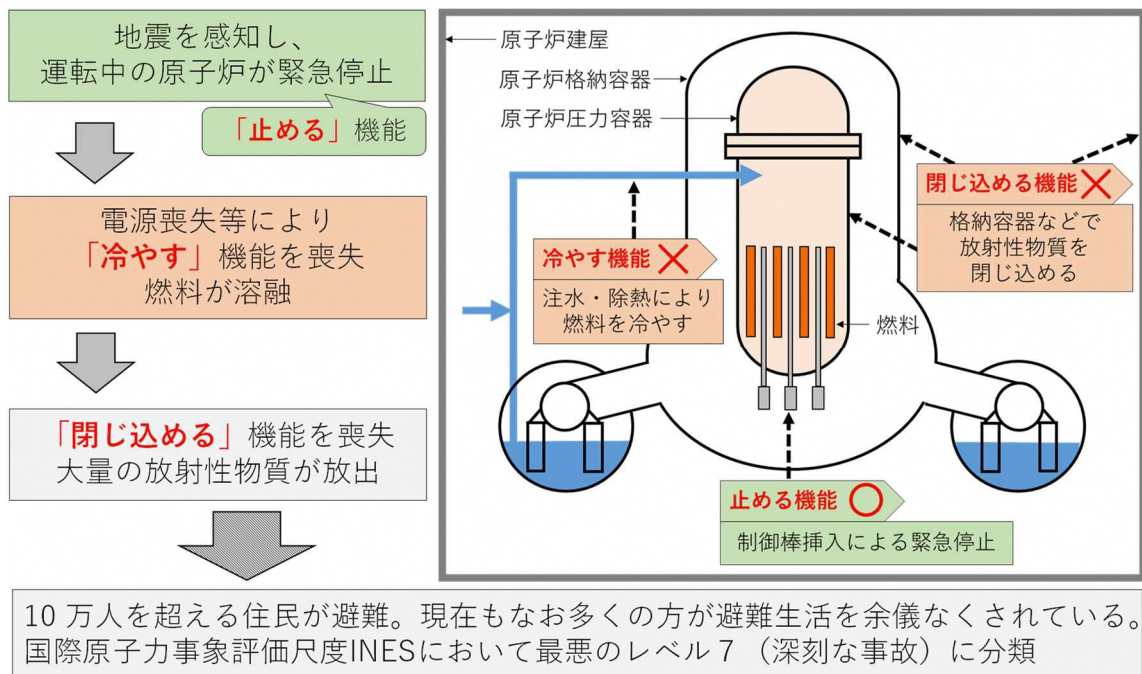 地震を感知し、
運転中の原子炉が緊急停止
「止める」機能
電源喪失等により
「冷やす」機能を喪失
燃料が溶融
「閉じ込める」機能を喪失
大量の放射性物質が放出
原子炉建屋
原子炉格納容器
原子炉圧力容器
閉じ込める機能
格納容器などで
放射性物質を
閉じ込める
冷やす機能
注水・除熱により
燃料を冷やす
燃料
止める機能
制御棒挿入による緊急停止
10 万人を超える住民が避難。現在もなお多くの方が避難生活を余儀なくされている。
国際原子力事象評価尺度INESにおいて最悪のレベル７（深刻な事故）に分類